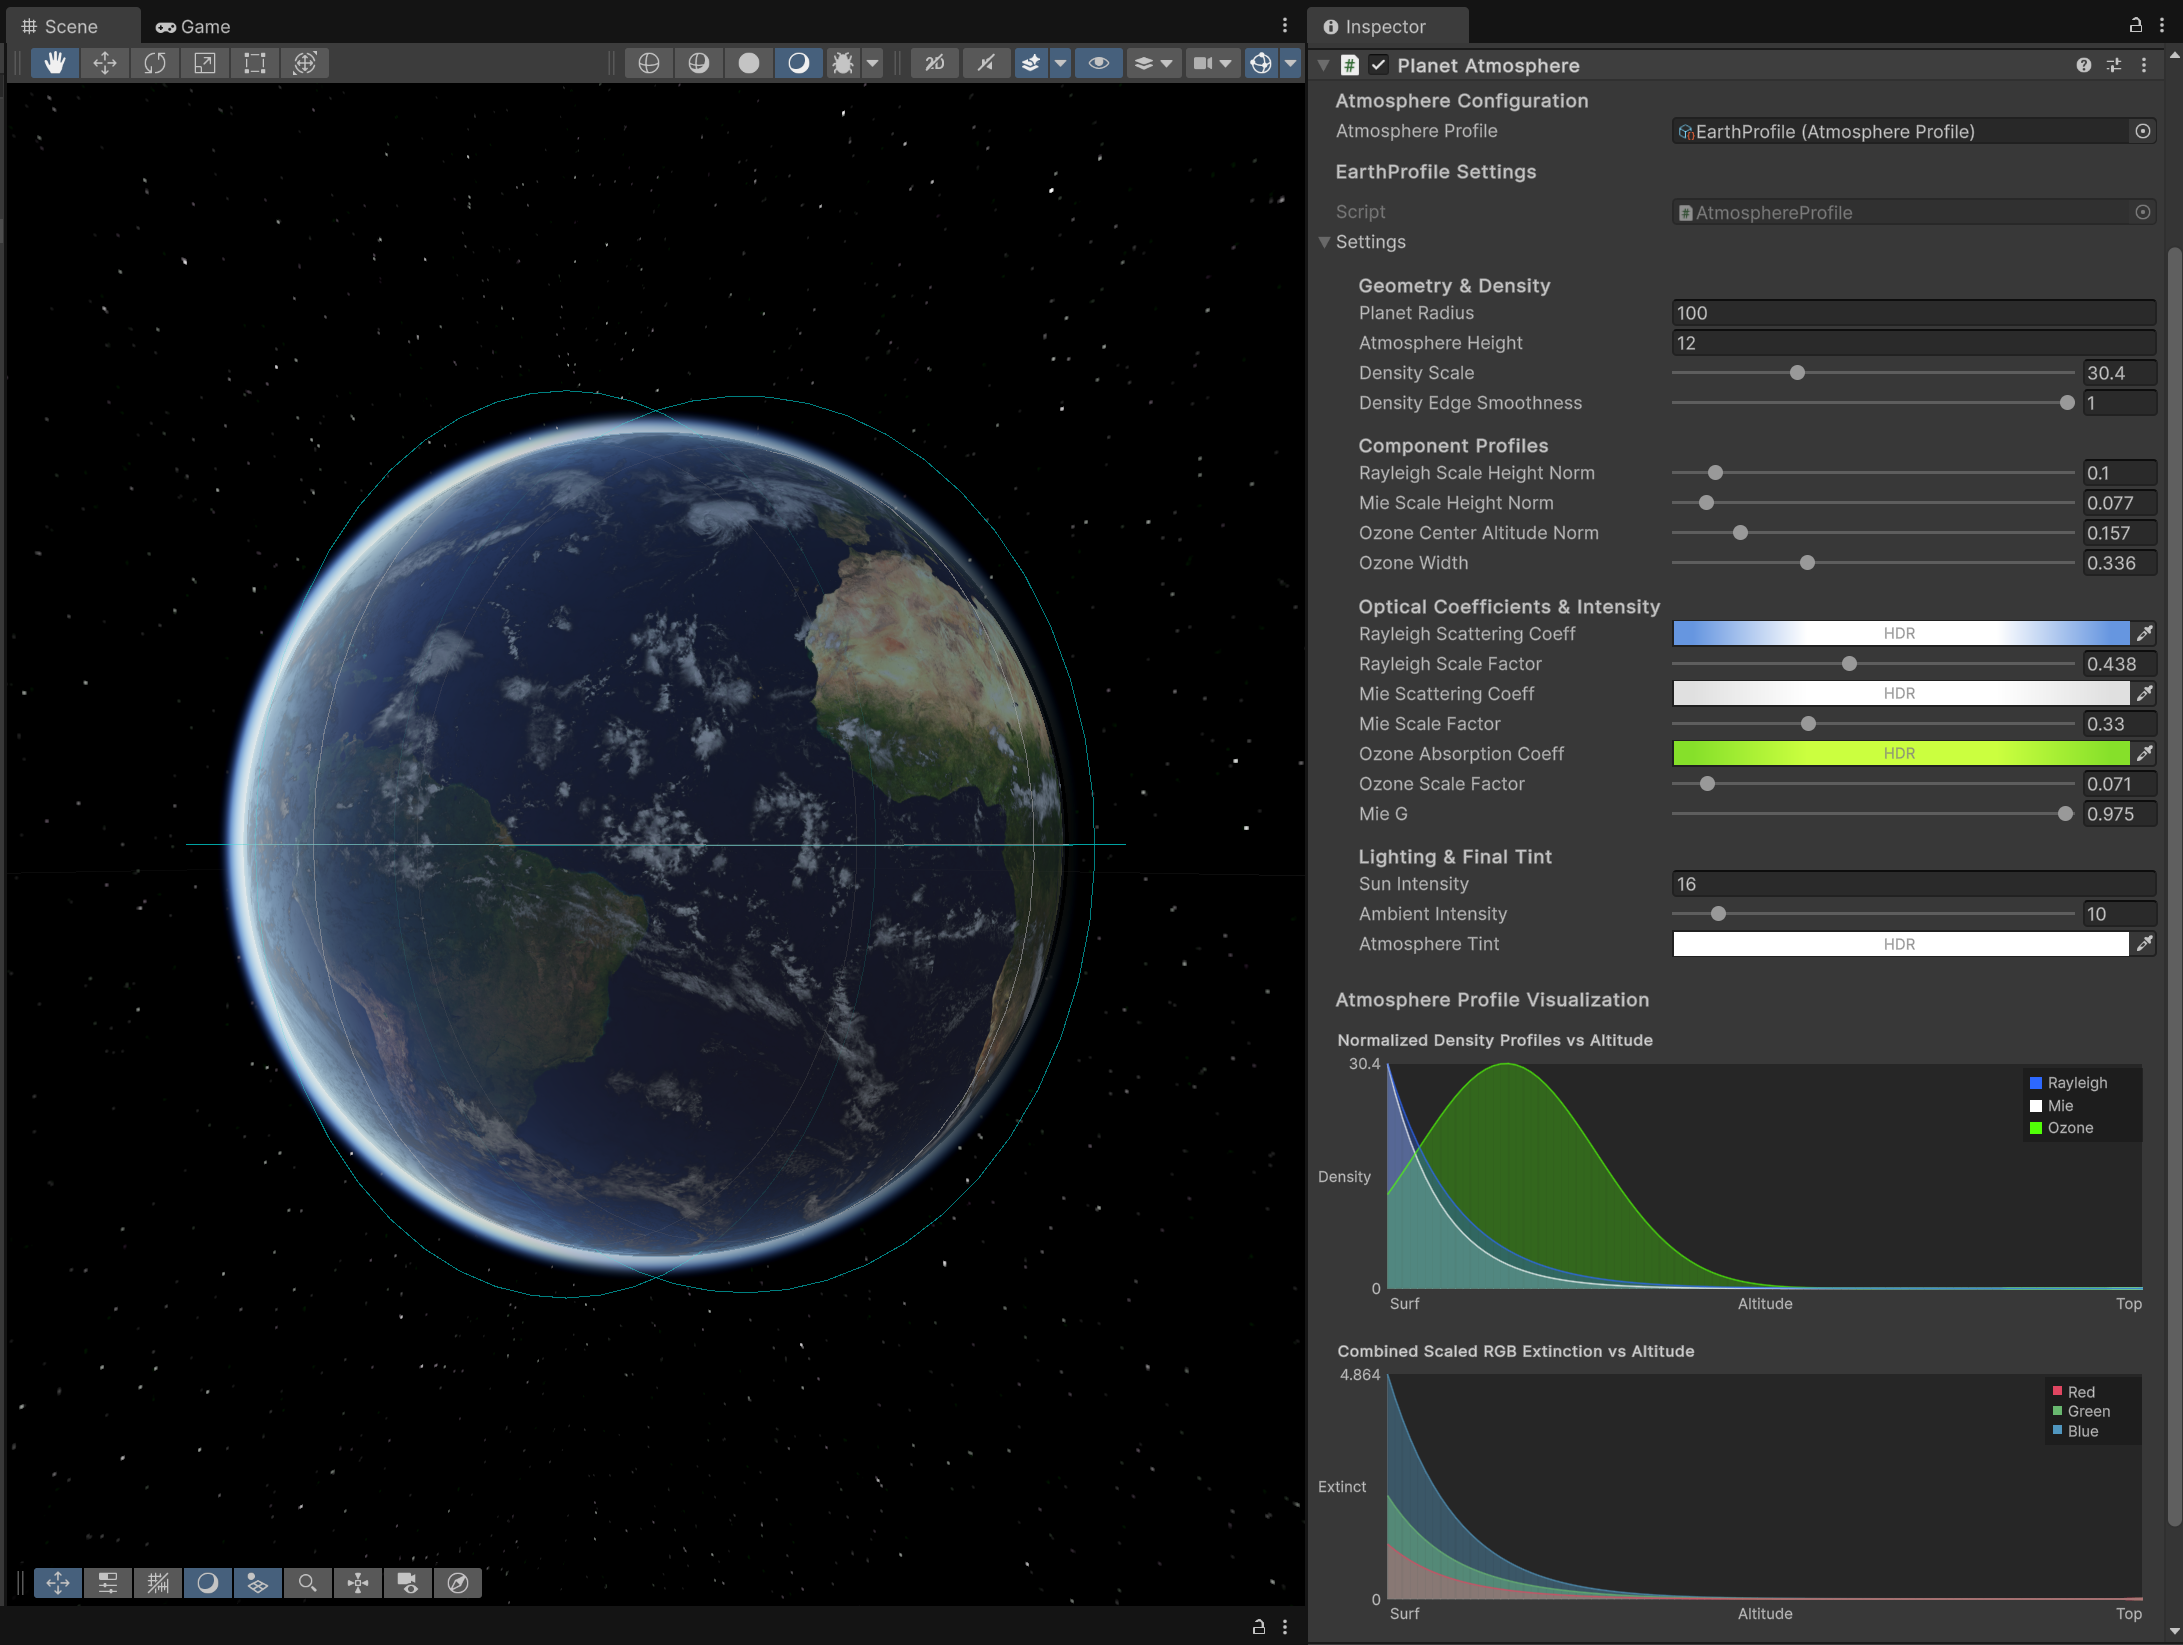 Scene
Game
Inspector
Planet Atmosphere
Atmosphere Configuration
Atmosphere Profile
EarthProfile (Atmosphere Profile)
EarthProfile Settings
Script
AtmosphereProfile
Settings
Geometry & Density
Planet Radius
100
Atmosphere Height
12
Density Scale
30.4
Density Edge Smoothness
1
Component Profiles
Rayleigh Scale Height Norm
0.1
Mie Scale Height Norm
0.077
Ozone Center Altitude Norm
0.157
Ozone Width
0.336
Optical Coefficients & Intensity
Rayleigh Scattering Coeff
HDR
Rayleigh Scale Factor
0.438
Mie Scattering Coeff
HDR
Mie Scale Factor
0.33
Ozone Absorption Coeff
HDR
Ozone Scale Factor
0.071
Mie G
0.975
Lighting & Final Tint
Sun Intensity
16
Ambient Intensity
10
Atmosphere Tint
HDR
Atmosphere Profile Visualization
Normalized Density Profiles vs Altitude
30.4
Rayleigh
Mie
Ozone
Density
0
Surf
Altitude
Top
Combined Scaled RGB Extinction vs Altitude
4.864
Red
Green
Blue
Extinct
0
Surf
Altitude
Top